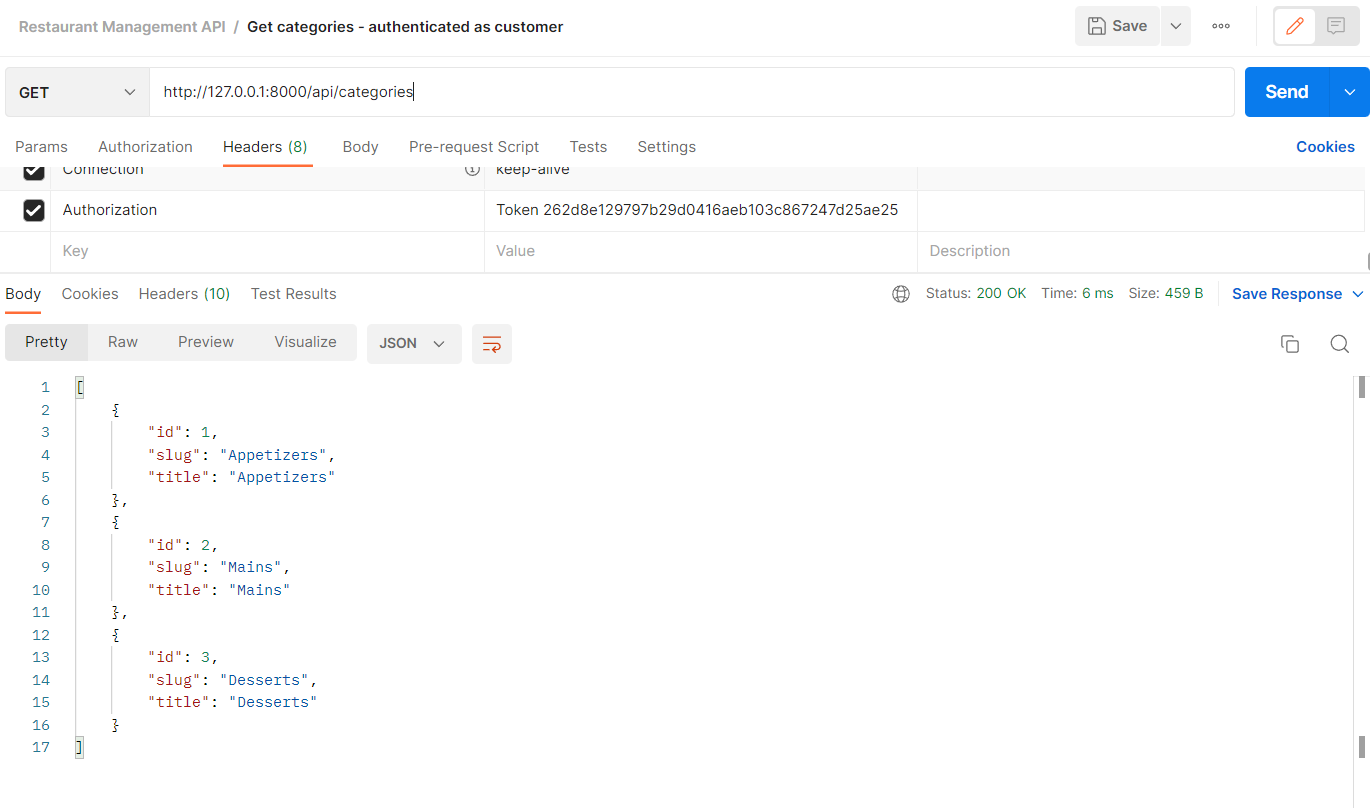 Restaurant Management API / Get categories - authenticated as customer
Save
GET
http://127.0.0.1:8000/api/categories
Send
Params Authorization Headers (8) Body Pre-request Script Tests Settings Cookies
Connection keep-alive
Authorization Token 262d8e129797b29d0416aeb103c867247d25ae25
Key Value Description
Body Cookies Headers (10) Test Results Status: 200 OK Time: 6 ms Size: 459 B Save Response
Pretty Raw Preview Visualize JSON
1 [
2 {
3 "id": 1,
4 "slug": "Appetizers",
5 "title": "Appetizers"
6 },
7 {
8 "id": 2,
9 "slug": "Mains",
10 "title": "Mains"
11 },
12 {
13 "id": 3,
14 "slug": "Desserts",
15 "title": "Desserts"
16 }
17 ]